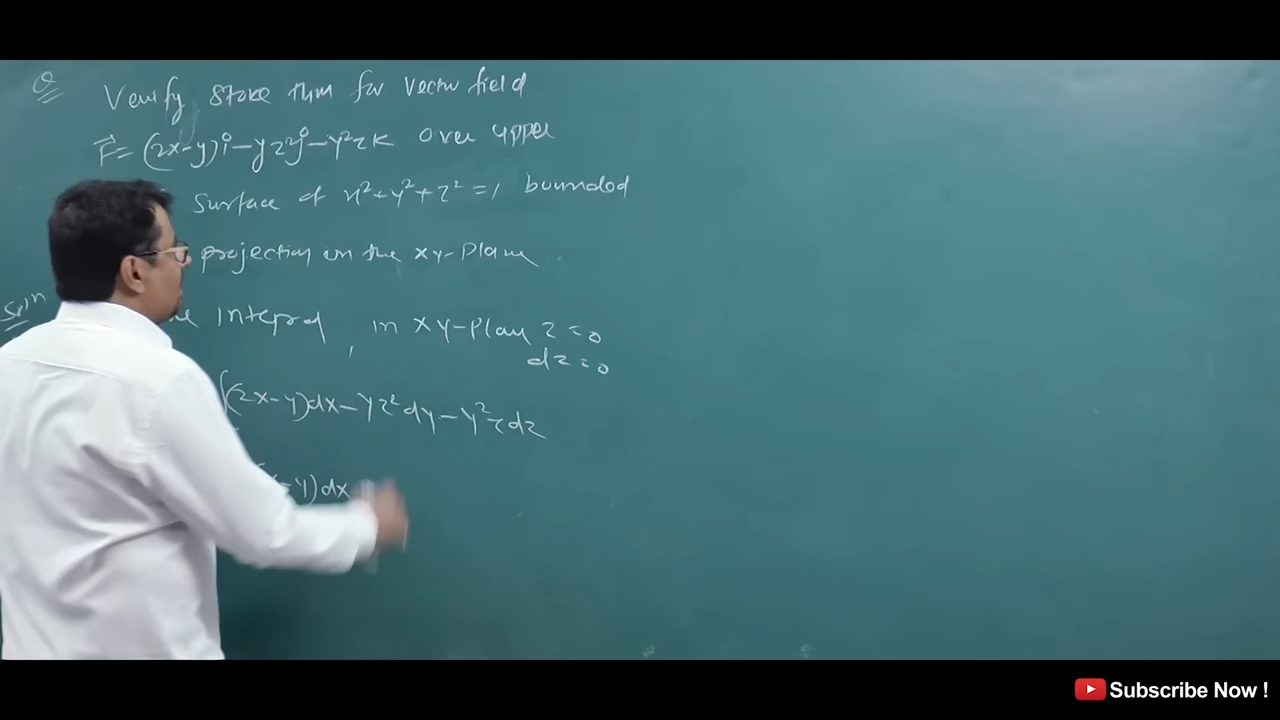 Q
Verify Stoke thm for vector field
F = (2x-y)i - yz²j - y²zk over upper
surface of x²+y²+z²=1 bounded
projection on the xy-plane.
Soln
Integral, in xy-plane z=0
dz=0
∫(2x-y)dx - yz²dy - y²zdz
-y)dx
Subscribe Now !